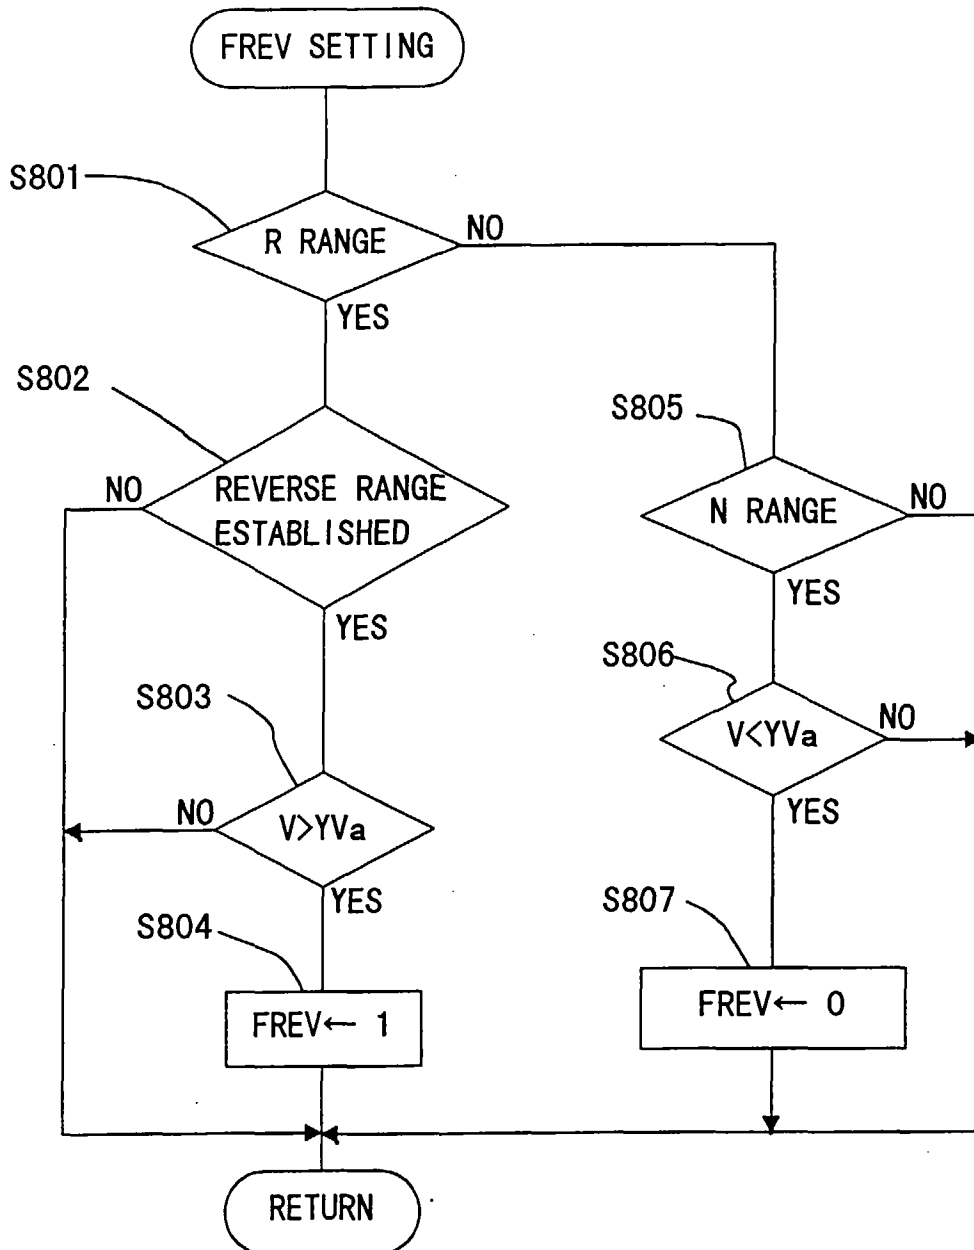 FREV SETTING
S801
R RANGE
NO
YES
S802
NO
REVERSE RANGE
ESTABLISHED
YES
S803
NO
V>YVa
YES
S804
FREV← 1
S805
N RANGE
NO
YES
S806
V<YVa
NO
YES
S807
FREV← 0
RETURN